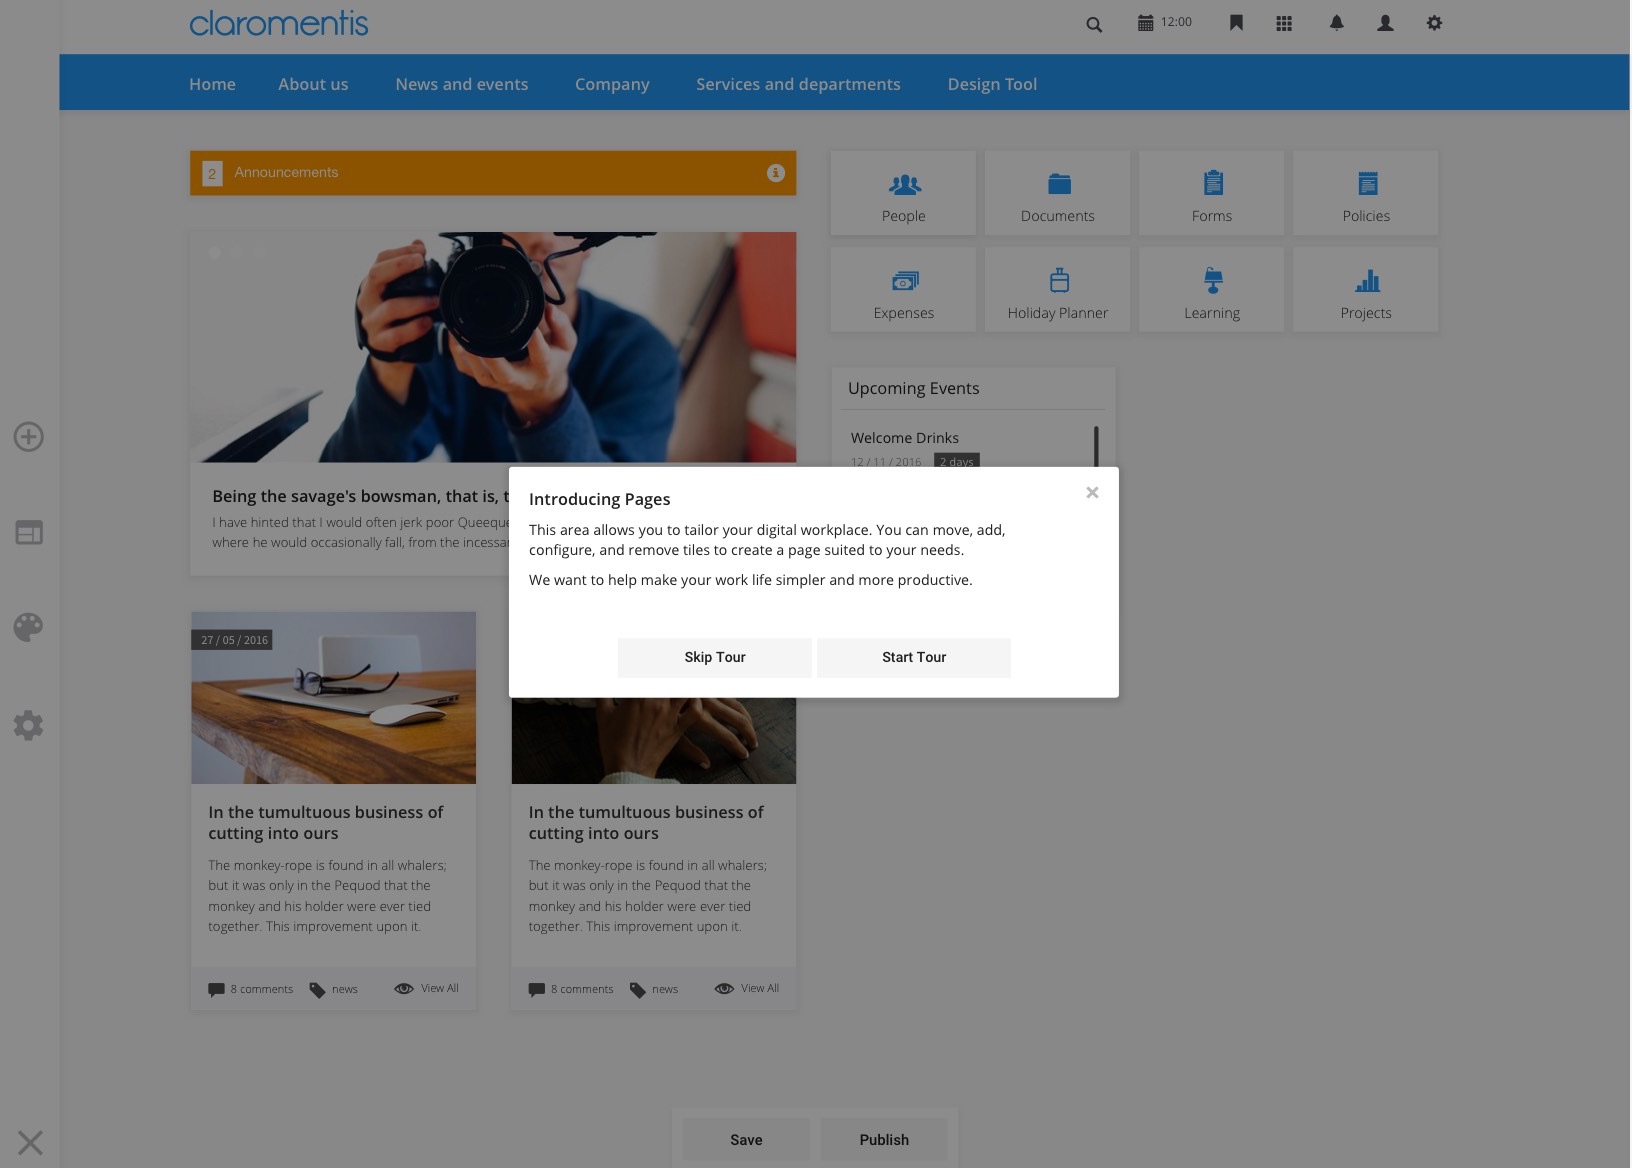 claromentis
12:00
Home About us News and events Company Services and departments Design Tool
2 Announcements
People Documents Forms Policies
Expenses Holiday Planner Learning Projects
Upcoming Events
Welcome Drinks
12 / 11 / 2016 2 days
Being the savage's bowsman, that is, t
I have hinted that I would often jerk poor Queeque
where he would occasionally fall, from the incessar
Introducing Pages
This area allows you to tailor your digital workplace. You can move, add,
configure, and remove tiles to create a page suited to your needs.
We want to help make your work life simpler and more productive.
Skip Tour Start Tour
27 / 05 / 2016
In the tumultuous business of
cutting into ours
The monkey-rope is found in all whalers;
but it was only in the Pequod that the
monkey and his holder were ever tied
together. This improvement upon it.
8 comments news View All
In the tumultuous business of
cutting into ours
The monkey-rope is found in all whalers;
but it was only in the Pequod that the
monkey and his holder were ever tied
together. This improvement upon it.
8 comments news View All
Save Publish